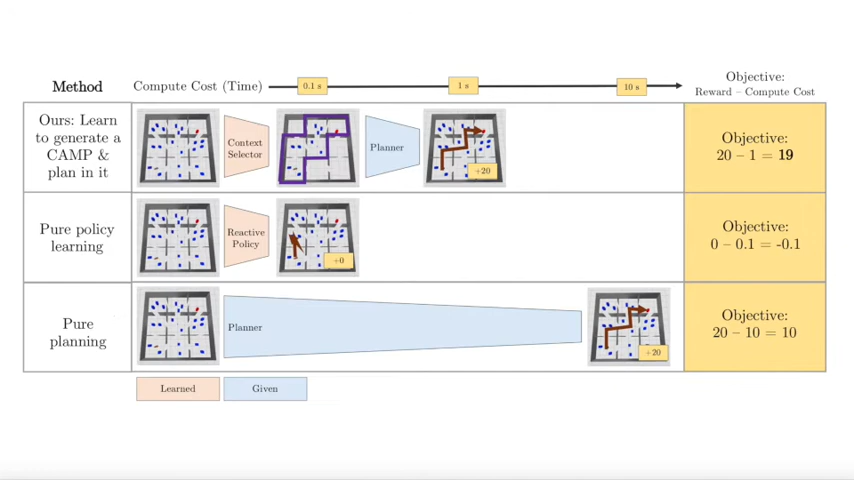 Method
Compute Cost (Time)
0.1 s
1 s
10 s
Objective:
Reward – Compute Cost
Ours: Learn
to generate a
CAMP &
plan in it
Context
Selector
Planner
+20
Objective:
20 – 1 = 19
Pure policy
learning
Reactive
Policy
+0
Objective:
0 – 0.1 = -0.1
Pure
planning
Planner
+20
Objective:
20 – 10 = 10
Learned
Given